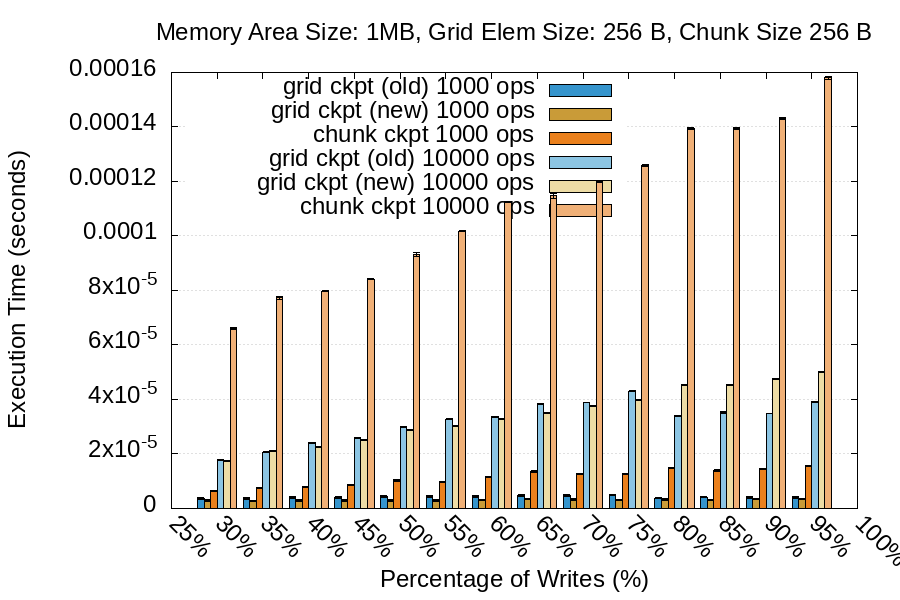 Memory Area Size: 1MB, Grid Elem Size: 256 B, Chunk Size 256 B
grid ckpt (old) 1000 ops
grid ckpt (new) 1000 ops
chunk ckpt 1000 ops
grid ckpt (old) 10000 ops
grid ckpt (new) 10000 ops
chunk ckpt 10000 ops
Execution Time (seconds)
0.00016
0.00014
0.00012
0.0001
8x10-5
6x10-5
4x10-5
2x10-5
0
25% 30% 35% 40% 45% 50% 55% 60% 65% 70% 75% 80% 85% 90% 95% 100%
Percentage of Writes (%)